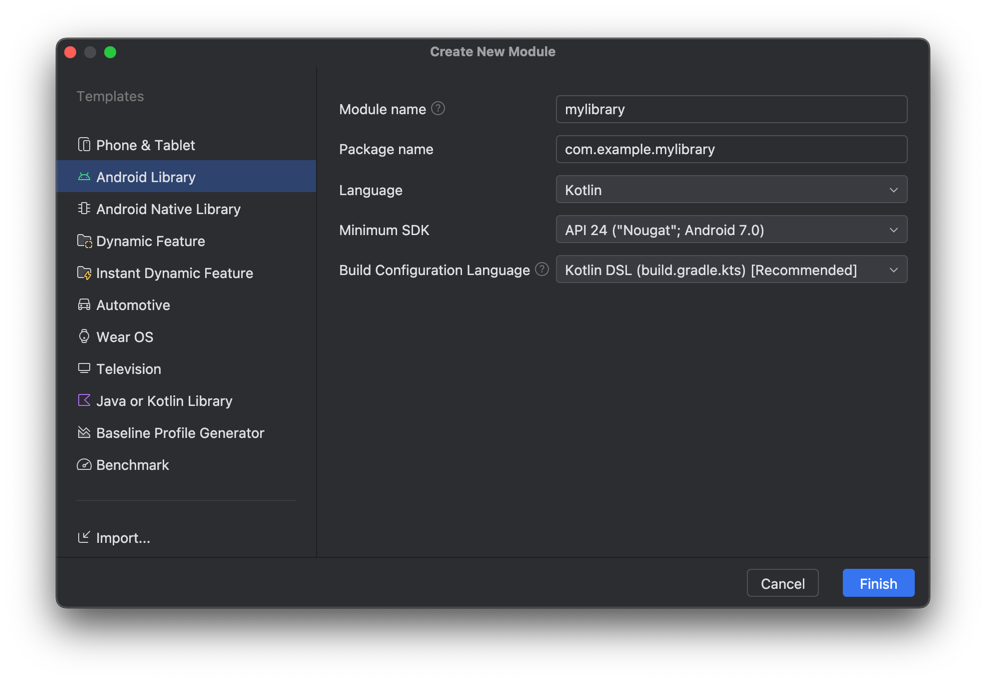 Create New Module
Templates
Phone & Tablet
Android Library
Android Native Library
Dynamic Feature
Instant Dynamic Feature
Automotive
Wear OS
Television
Java or Kotlin Library
Baseline Profile Generator
Benchmark
Import...
Module name ? mylibrary
Package name com.example.mylibrary
Language Kotlin
Minimum SDK API 24 ("Nougat"; Android 7.0)
Build Configuration Language ? Kotlin DSL (build.gradle.kts) [Recommended]
Cancel Finish